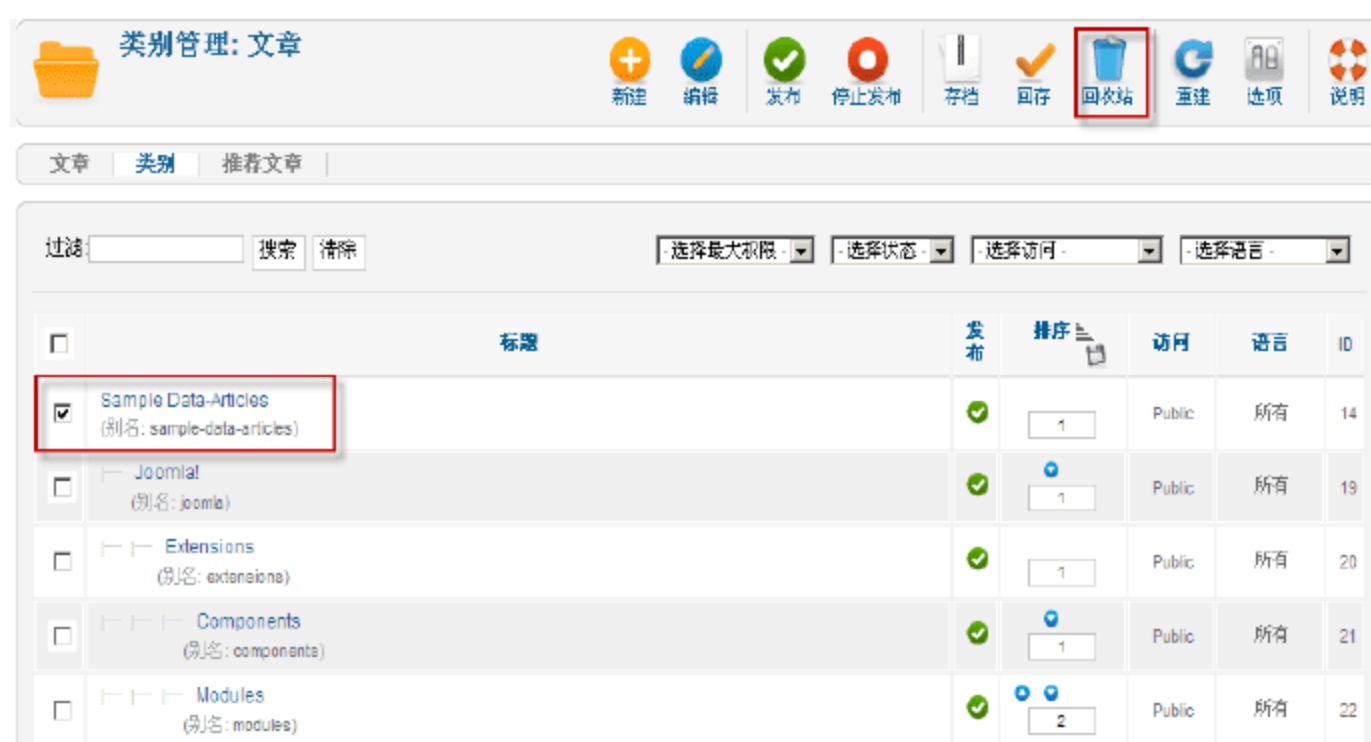 类别管理: 文章
新建 编辑 发布 停止发布 存档 回存 回收站 重建 选项 说明
文章 类别 推荐文章
过滤: 搜索 清除 - 选择最大权限 - - 选择状态 - - 选择访问 - - 选择语言 -
标题 发布 排序 访问 语言 ID
Sample Data-Articles 1 Public 所有 14
(别名: sample-data-articles)
Joomla! 1 Public 所有 19
(别名: joomla)
Extensions 1 Public 所有 20
(别名: extensions)
Components 1 Public 所有 21
(别名: components)
Modules 2 Public 所有 22
(别名: modules)